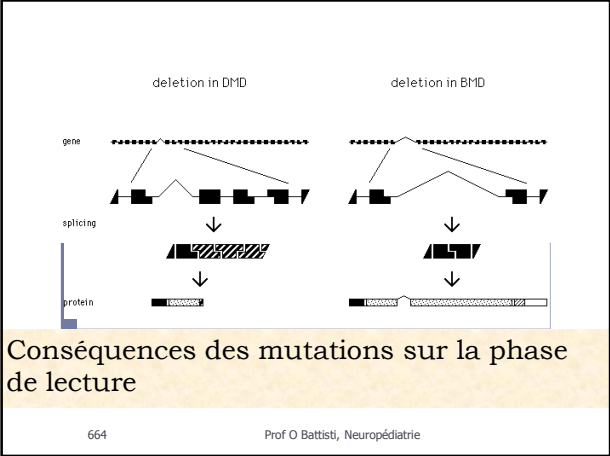 deletion in DMD
deletion in BMD
gene
splicing
protein
Conséquences des mutations sur la phase
de lecture
664
Prof O Battisti, Neuropédiatrie